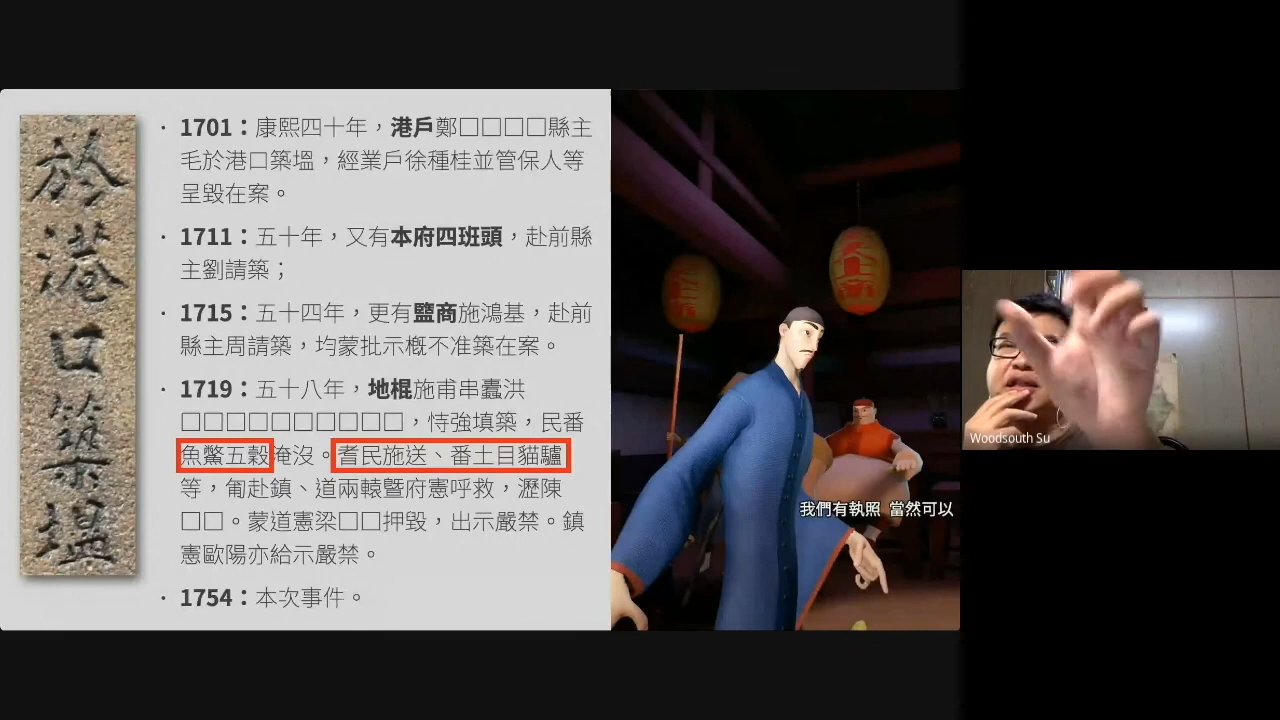 於港口築塭
· 1701：康熙四十年，港戶鄭□□□□縣主
毛於港口築塭，經業戶徐種桂並管保人等
呈毀在案。
· 1711：五十年，又有本府四班頭，赴前縣
主劉請築；
· 1715：五十四年，更有鹽商施鴻基，赴前
縣主周請築，均蒙批示概不准築在案。
· 1719：五十八年，地棍施甫串蠹洪
□□□□□□□□□□，恃強填築，民番
魚鱉五穀淹沒。耆民施送、番土目貓驢
等，匍赴鎮、道兩轅暨府憲呼救，瀝陳
□□。蒙道憲梁□□押毀，出示嚴禁。鎮
憲歐陽亦給示嚴禁。
· 1754：本次事件。
我們有執照 當然可以
Woodsouth Su